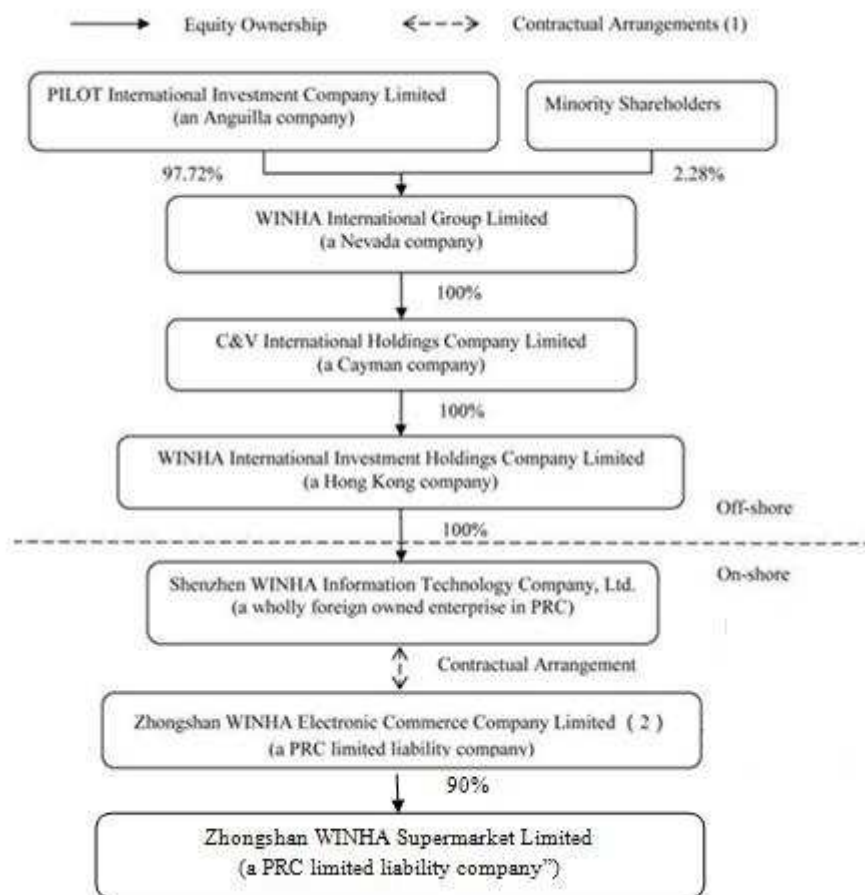 Equity Ownership
Contractual Arrangements (1)
PILOT International Investment Company Limited
(an Anguilla company)
Minority Shareholders
97.72%
2.28%
WINHA International Group Limited
(a Nevada company)
100%
C&V International Holdings Company Limited
(a Cayman company)
100%
WINHA International Investment Holdings Company Limited
(a Hong Kong company)
Off-shore
100%
On-shore
Shenzhen WINHA Information Technology Company, Ltd.
(a wholly foreign owned enterprise in PRC)
Contractual Arrangement
Zhongshan WINHA Electronic Commerce Company Limited ( 2 )
(a PRC limited liability company)
90%
Zhongshan WINHA Supermarket Limited
(a PRC limited liability company”)